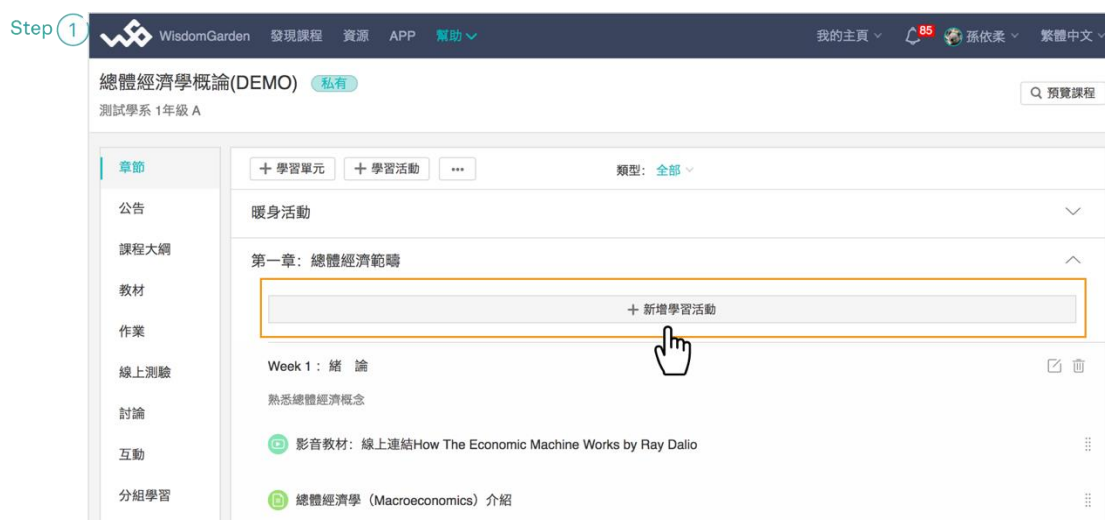 Step 1
WisdomGarden 發現課程 資源 APP 幫助 我的主頁 85 孫依柔 繁體中文
總體經濟學概論(DEMO) 私有
測試學系 1年級 A
預覽課程
章節
公告
課程大綱
教材
作業
線上測驗
討論
互動
分組學習
+ 學習單元 + 學習活動 ... 類型: 全部
暖身活動
第一章: 總體經濟範疇
+ 新增學習活動
Week 1: 緒 論
熟悉總體經濟概念
影音教材: 線上連結How The Economic Machine Works by Ray Dalio
總體經濟學（Macroeconomics）介紹